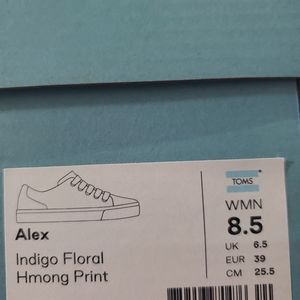 TOMS
WMN
8.5
UK 6.5
EUR 39
CM 25.5
Alex
Indigo Floral
Hmong Print